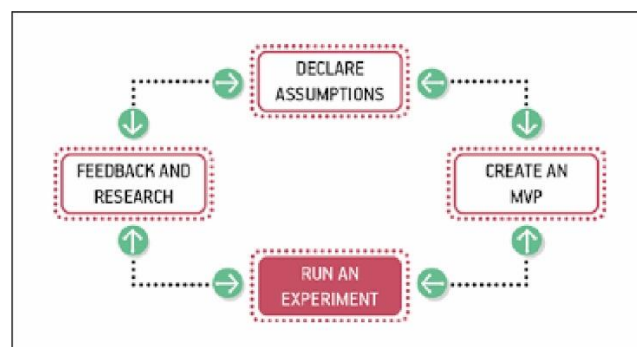 DECLARE
ASSUMPTIONS
FEEDBACK AND
RESEARCH
CREATE AN
MVP
RUN AN
EXPERIMENT